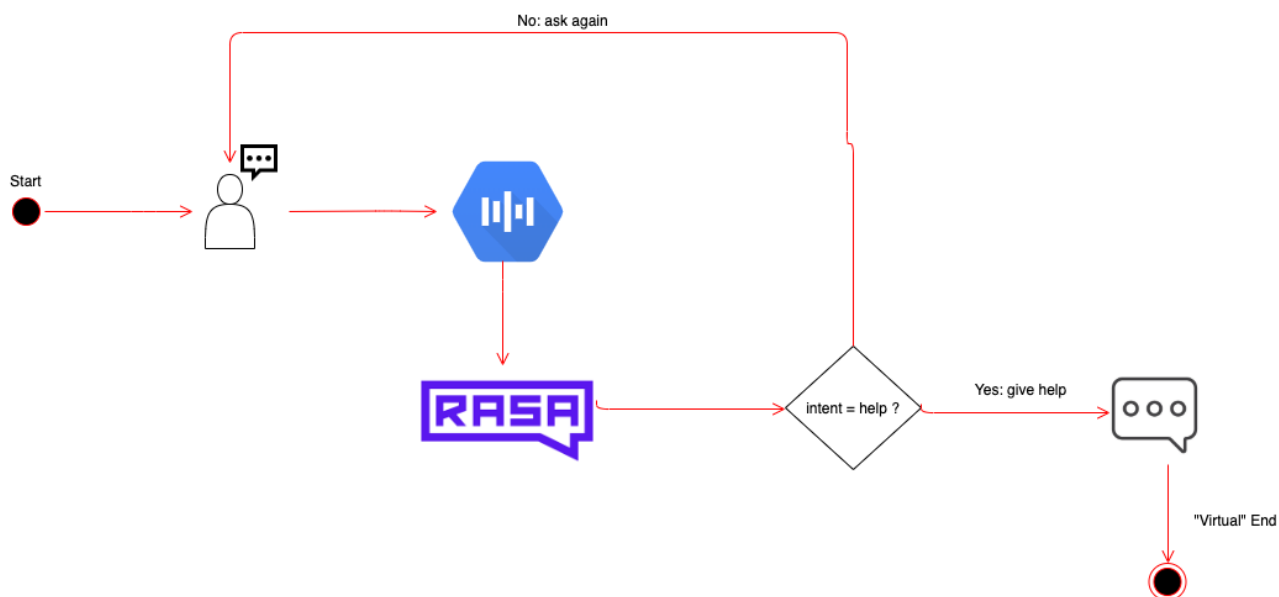 No: ask again
Start
RASA
intent = help ?
Yes: give help
"Virtual" End